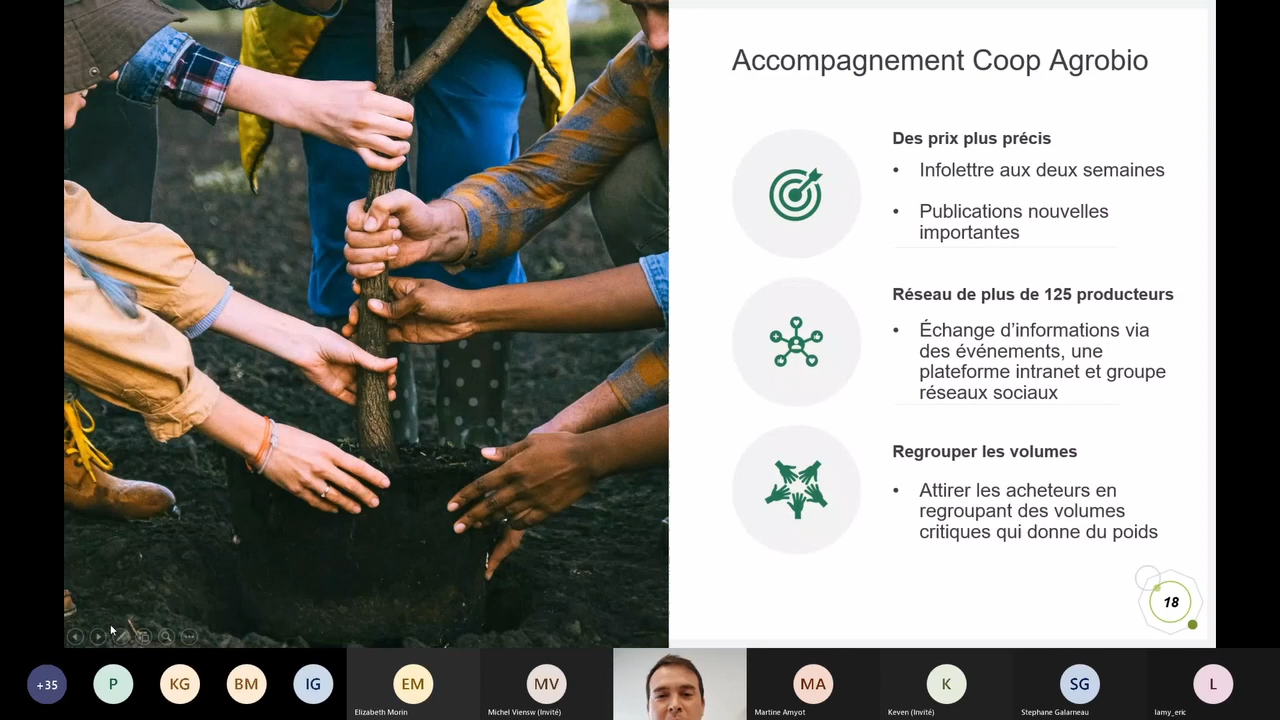 Accompagnement Coop Agrobio
Des prix plus précis
• Infolettre aux deux semaines
• Publications nouvelles
importantes
Réseau de plus de 125 producteurs
• Échange d’informations via
des événements, une
plateforme intranet et groupe
réseaux sociaux
Regrouper les volumes
• Attirer les acheteurs en
regroupant des volumes
critiques qui donne du poids
18
+35
P
KG
BM
IG
EM
Elizabeth Morin
MV
Michel Viensw (Invité)
MA
Martine Amyot
K
Keven (Invité)
SG
Stephane Galarneau
L
lamy_eric